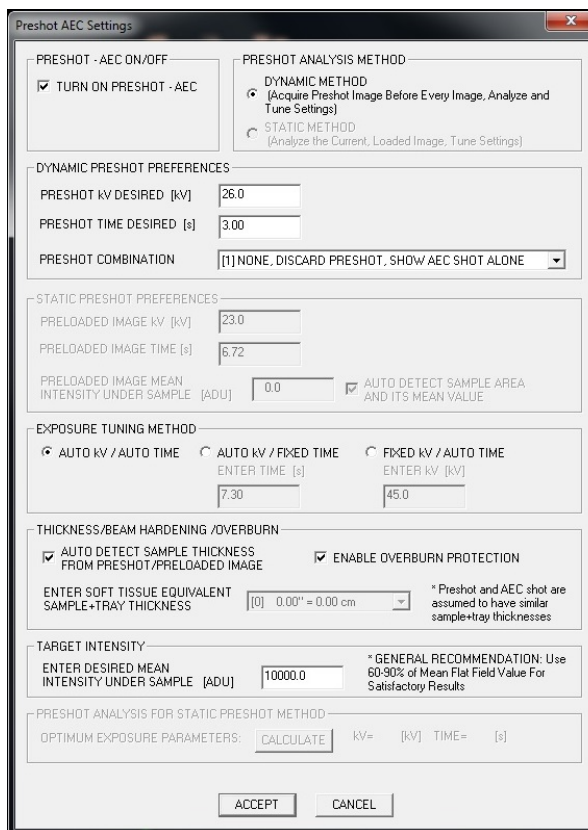 Preshot AEC Settings
PRESHOT - AEC ON/OFF
TURN ON PRESHOT - AEC
PRESHOT ANALYSIS METHOD
DYNAMIC METHOD
(Acquire Preshot Image Before Every Image, Analyze and
Tune Settings)
STATIC METHOD
(Analyze the Current, Loaded Image, Tune Settings)
DYNAMIC PRESHOT PREFERENCES
PRESHOT kV DESIRED [kV] 26.0
PRESHOT TIME DESIRED [s] 3.00
PRESHOT COMBINATION [1] NONE, DISCARD PRESHOT, SHOW AEC SHOT ALONE
STATIC PRESHOT PREFERENCES
PRELOADED IMAGE kV [kV] 23.0
PRELOADED IMAGE TIME [s] 6.72
PRELOADED IMAGE MEAN
INTENSITY UNDER SAMPLE [ADU] 0.0
AUTO DETECT SAMPLE AREA
AND ITS MEAN VALUE
EXPOSURE TUNING METHOD
AUTO kV / AUTO TIME AUTO kV / FIXED TIME FIXED kV / AUTO TIME
ENTER TIME [s] ENTER kV [kV]
7.30 45.0
THICKNESS/BEAM HARDENING /OVERBURN
AUTO DETECT SAMPLE THICKNESS
FROM PRESHOT/PRELOADED IMAGE
ENABLE OVERBURN PROTECTION
ENTER SOFT TISSUE EQUIVALENT
SAMPLE+TRAY THICKNESS
[0] 0.00" = 0.00 cm
* Preshot and AEC shot are
assumed to have similar
sample+tray thicknesses
TARGET INTENSITY
ENTER DESIRED MEAN
INTENSITY UNDER SAMPLE [ADU]
10000.0
* GENERAL RECOMMENDATION: Use
60-90% of Mean Flat Field Value For
Satisfactory Results
PRESHOT ANALYSIS FOR STATIC PRESHOT METHOD
OPTIMUM EXPOSURE PARAMETERS: CALCULATE kV= [kV] TIME= [s]
ACCEPT CANCEL